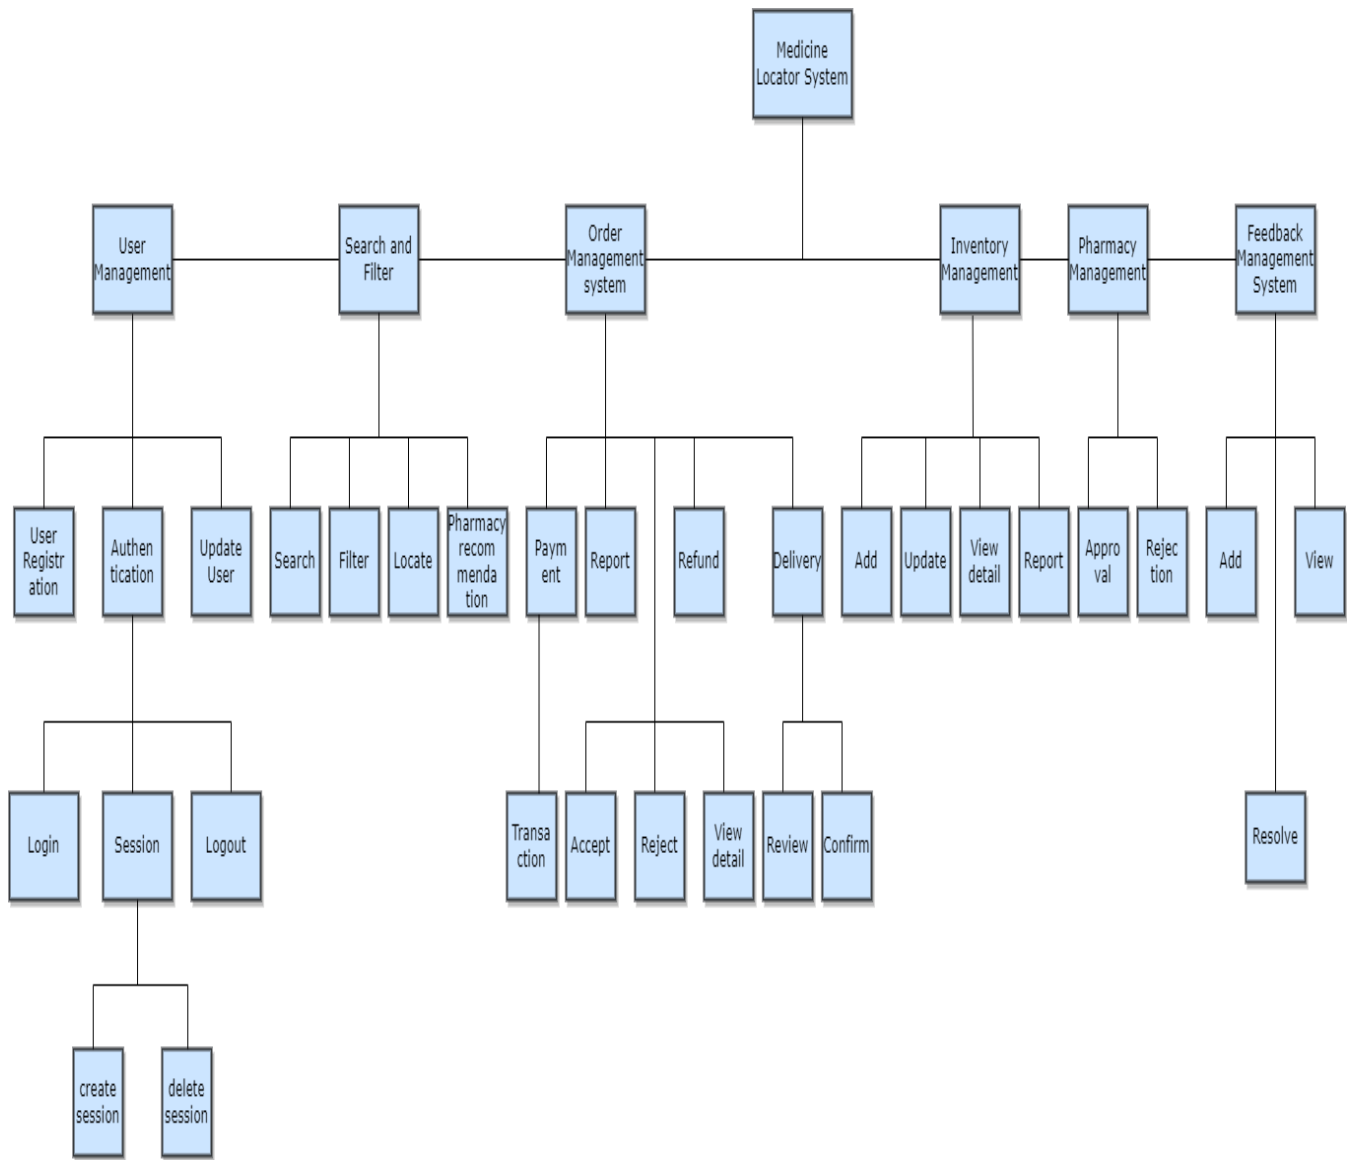 Medicine
Locator System
User
Management
Search and
Filter
Order
Management
system
Inventory
Management
Pharmacy
Management
Feedback
Management
System
User
Registr
ation
Authen
tication
Update
User
Search
Filter
Locate
Pharmacy
recom
menda
tion
Paym
ent
Report
Refund
Delivery
Add
Update
View
detail
Report
Appro
val
Rejec
tion
Add
View
Login
Session
Logout
Transa
ction
Accept
Reject
View
detail
Review
Confirm
Resolve
create
session
delete
session